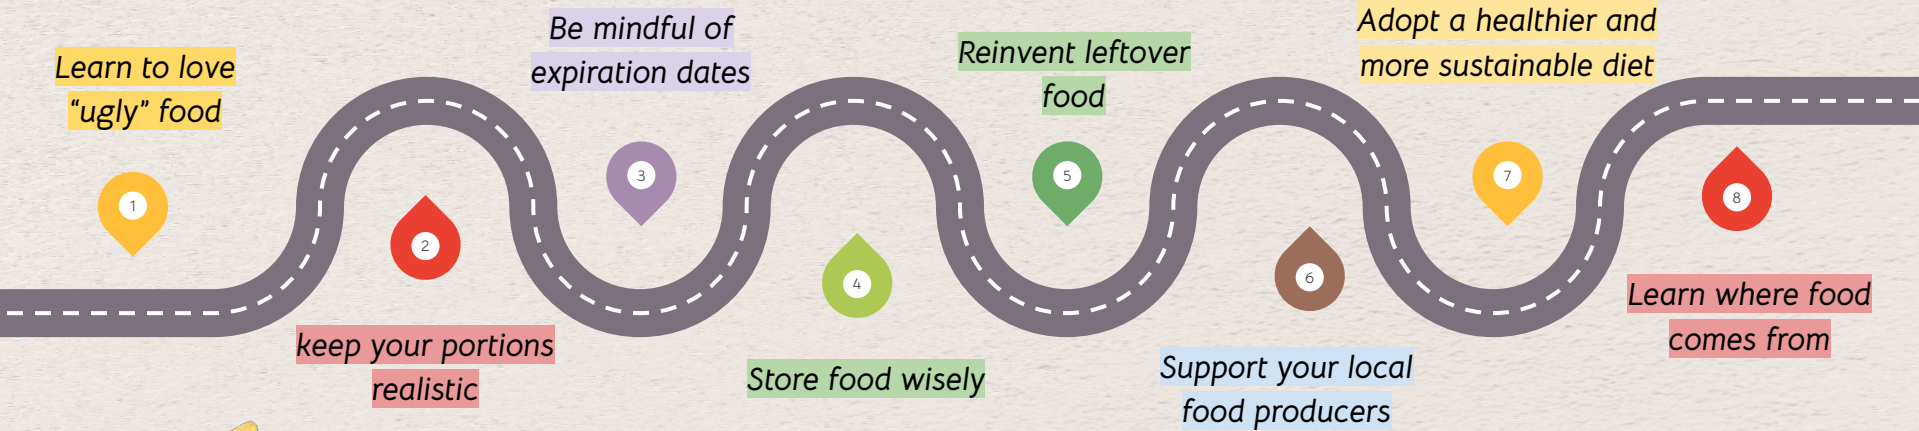 Learn to love
“ugly” food
1
2
keep your portions
realistic
Be mindful of
expiration dates
3
4
Store food wisely
Reinvent leftover
food
5
6
Support your local
food producers
Adopt a healthier and
more sustainable diet
7
8
Learn where food
comes from